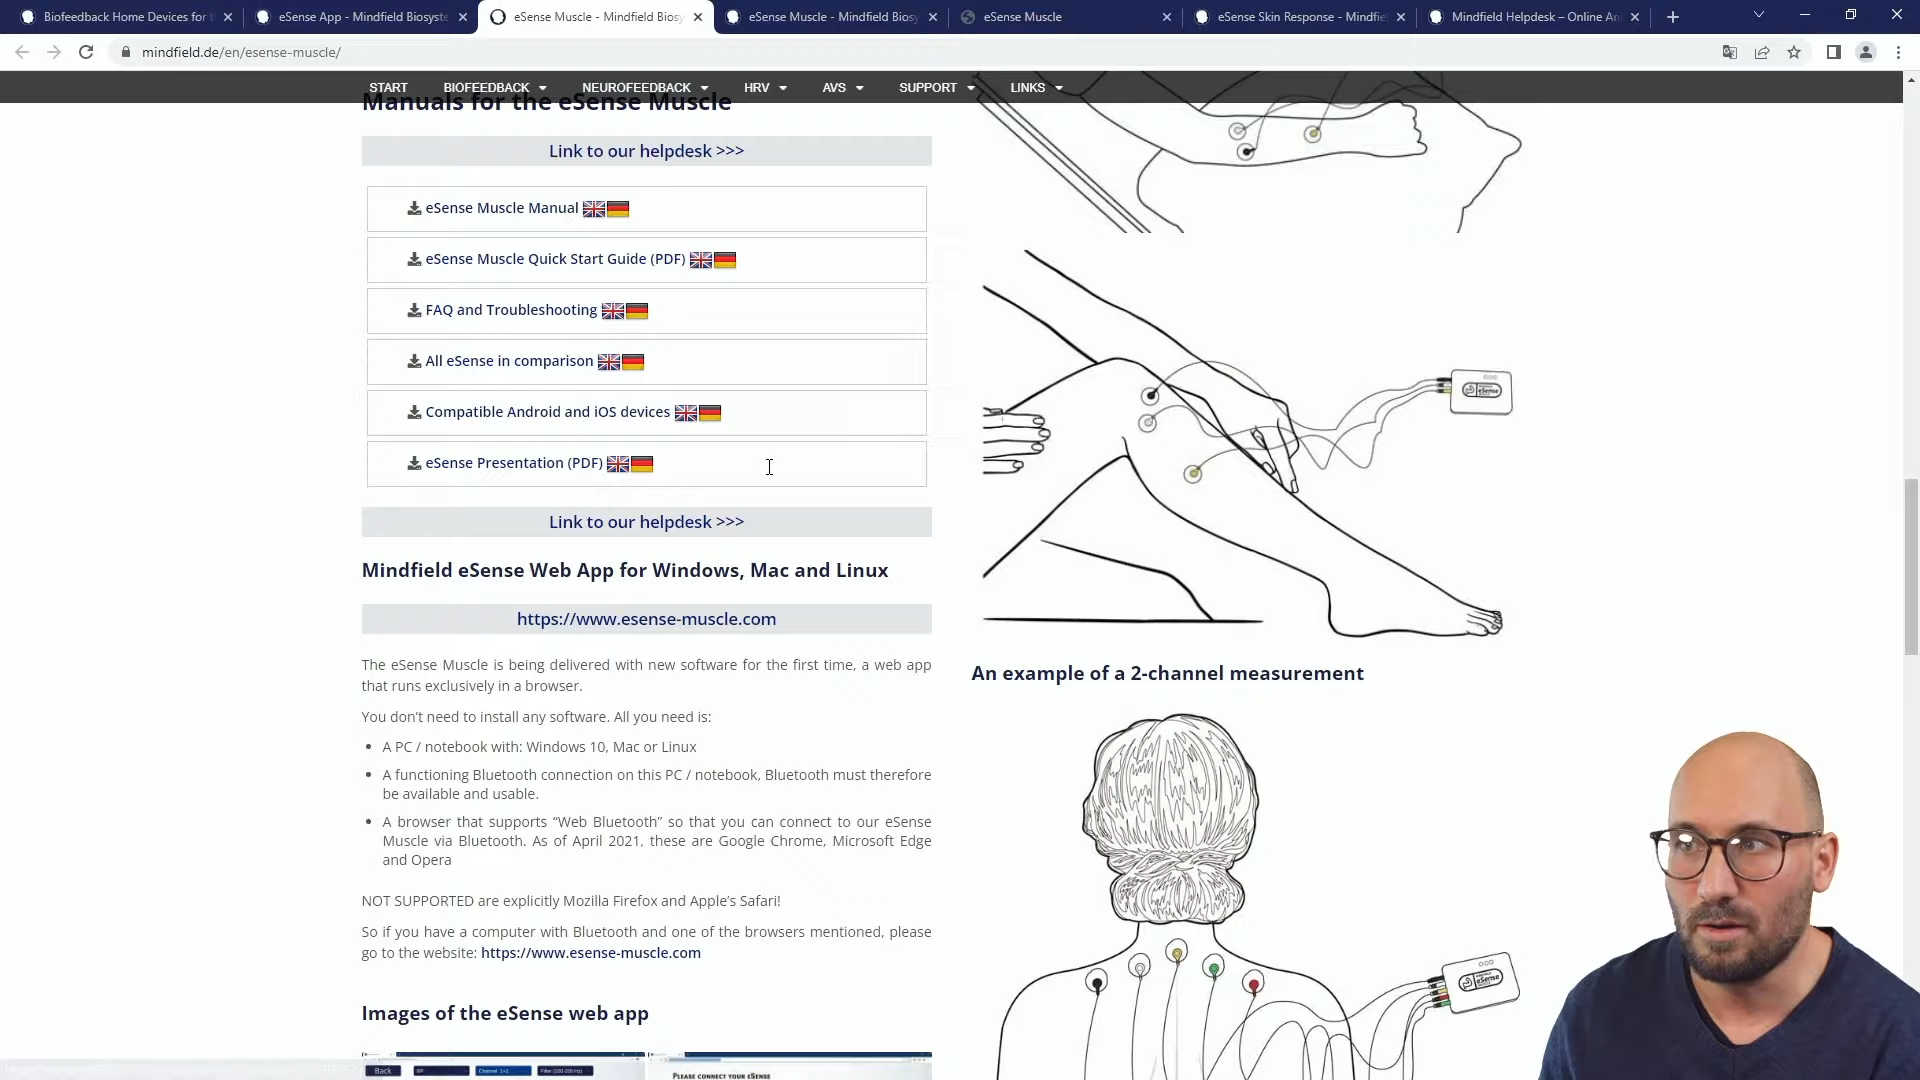 Biofeedback Home Devices for t
eSense App - Mindfield Biosyste
eSense Muscle - Mindfield Biosy
eSense Muscle - Mindfield Biosy
eSense Muscle
eSense Skin Response - Mindfie
Mindfield Helpdesk – Online An
mindfield.de/en/esense-muscle/
START BIOFEEDBACK NEUROFEEDBACK HRV AVS SUPPORT LINKS
Manuals for the eSense Muscle
Link to our helpdesk >>>
eSense Muscle Manual
eSense Muscle Quick Start Guide (PDF)
FAQ and Troubleshooting
All eSense in comparison
Compatible Android and iOS devices
eSense Presentation (PDF)
Link to our helpdesk >>>
Mindfield eSense Web App for Windows, Mac and Linux
https://www.esense-muscle.com
The eSense Muscle is being delivered with new software for the first time, a web app
that runs exclusively in a browser.
You don’t need to install any software. All you need is:
• A PC / notebook with: Windows 10, Mac or Linux
• A functioning Bluetooth connection on this PC / notebook, Bluetooth must therefore
be available and usable.
• A browser that supports “Web Bluetooth” so that you can connect to our eSense
Muscle via Bluetooth. As of April 2021, these are Google Chrome, Microsoft Edge
and Opera
NOT SUPPORTED are explicitly Mozilla Firefox and Apple’s Safari!
So if you have a computer with Bluetooth and one of the browsers mentioned, please
go to the website: https://www.esense-muscle.com
Images of the eSense web app
Back
PLEASE CONNECT YOUR ESENSE
eSense
An example of a 2-channel measurement
eSense